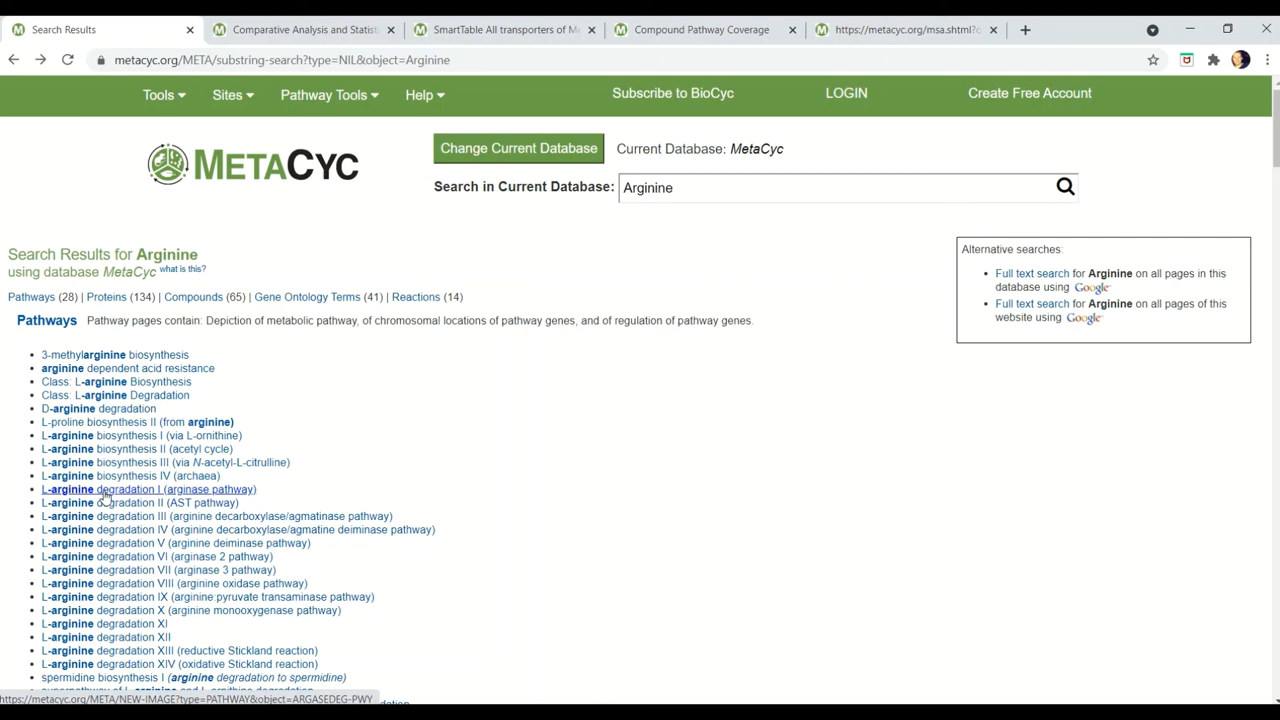 Search Results
Comparative Analysis and Statist
SmartTable All transporters of Me
Compound Pathway Coverage
https://metacyc.org/msa.shtml?c
metacyc.org/META/substring-search?type=NIL&object=Arginine
Tools Sites Pathway Tools Help Subscribe to BioCyc LOGIN Create Free Account
METACYC
Change Current Database Current Database: MetaCyc
Search in Current Database: Arginine
Search Results for Arginine
using database MetaCyc what is this?
Pathways (28) | Proteins (134) | Compounds (65) | Gene Ontology Terms (41) | Reactions (14)
Pathways Pathway pages contain: Depiction of metabolic pathway, of chromosomal locations of pathway genes, and of regulation of pathway genes.
Alternative searches:
• Full text search for Arginine on all pages in this
database using Google
• Full text search for Arginine on all pages of this
website using Google
• 3-methylarginine biosynthesis
• arginine dependent acid resistance
• Class: L-arginine Biosynthesis
• Class: L-arginine Degradation
• D-arginine degradation
• L-proline biosynthesis II (from arginine)
• L-arginine biosynthesis I (via L-ornithine)
• L-arginine biosynthesis II (acetyl cycle)
• L-arginine biosynthesis III (via N-acetyl-L-citrulline)
• L-arginine biosynthesis IV (archaea)
• L-arginine degradation I (arginase pathway)
• L-arginine degradation II (AST pathway)
• L-arginine degradation III (arginine decarboxylase/agmatinase pathway)
• L-arginine degradation IV (arginine decarboxylase/agmatine deiminase pathway)
• L-arginine degradation V (arginine deiminase pathway)
• L-arginine degradation VI (arginase 2 pathway)
• L-arginine degradation VII (arginase 3 pathway)
• L-arginine degradation VIII (arginine oxidase pathway)
• L-arginine degradation IX (arginine pyruvate transaminase pathway)
• L-arginine degradation X (arginine monooxygenase pathway)
• L-arginine degradation XI
• L-arginine degradation XII
• L-arginine degradation XIII (reductive Stickland reaction)
• L-arginine degradation XIV (oxidative Stickland reaction)
• spermidine biosynthesis I (arginine degradation to spermidine)
https://metacyc.org/META/NEW-IMAGE?type=PATHWAY&object=ARGASEDEG-PWY